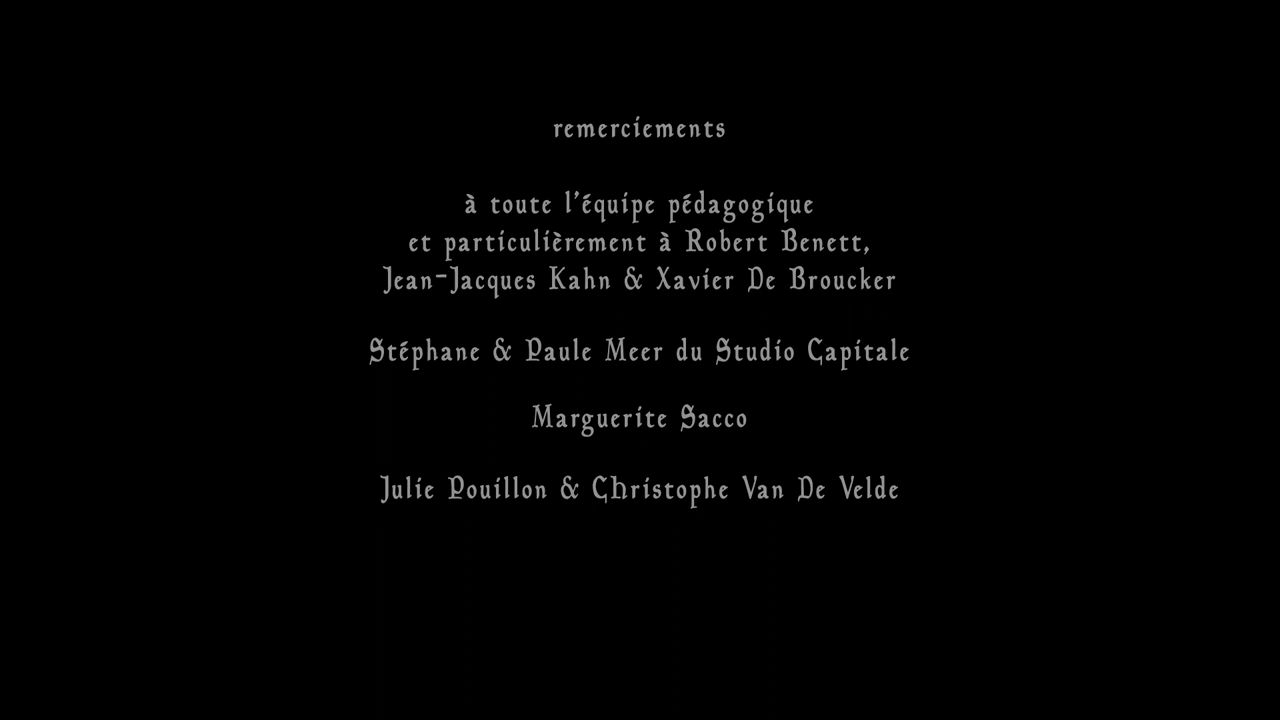 remerciements
à toute l'équipe pédagogique
et particulièrement à Robert Benett,
Jean-Jacques Kahn & Xavier De Broucker
Stéphane & Paule Meer du Studio Capitale
Marguerite Sacco
Julie Pouillon & Christophe Van De Velde